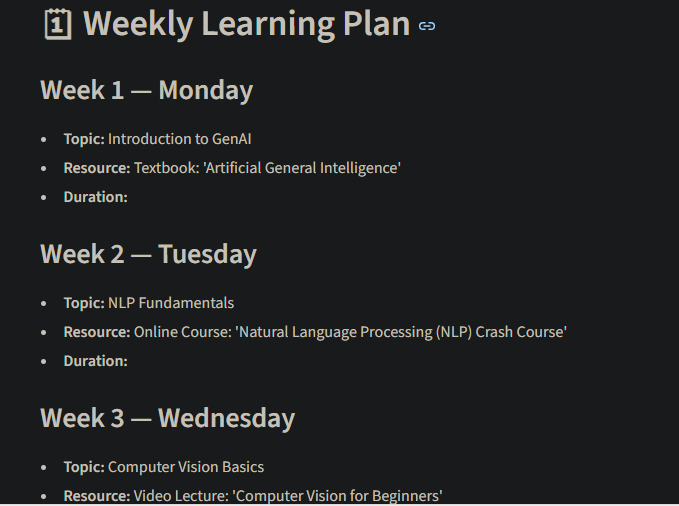 🗓 Weekly Learning Plan
Week 1 — Monday
• Topic: Introduction to GenAI
• Resource: Textbook: 'Artificial General Intelligence'
• Duration:
Week 2 — Tuesday
• Topic: NLP Fundamentals
• Resource: Online Course: 'Natural Language Processing (NLP) Crash Course'
• Duration:
Week 3 — Wednesday
• Topic: Computer Vision Basics
• Resource: Video Lecture: 'Computer Vision for Beginners'